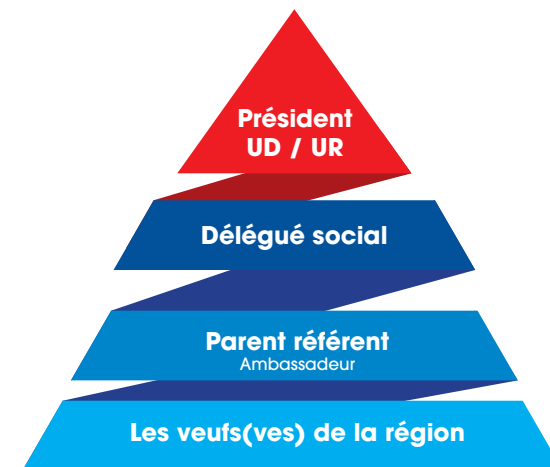 Président
UD / UR
Délégué social
Parent référent
Ambassadeur
Les veufs(ves) de la région